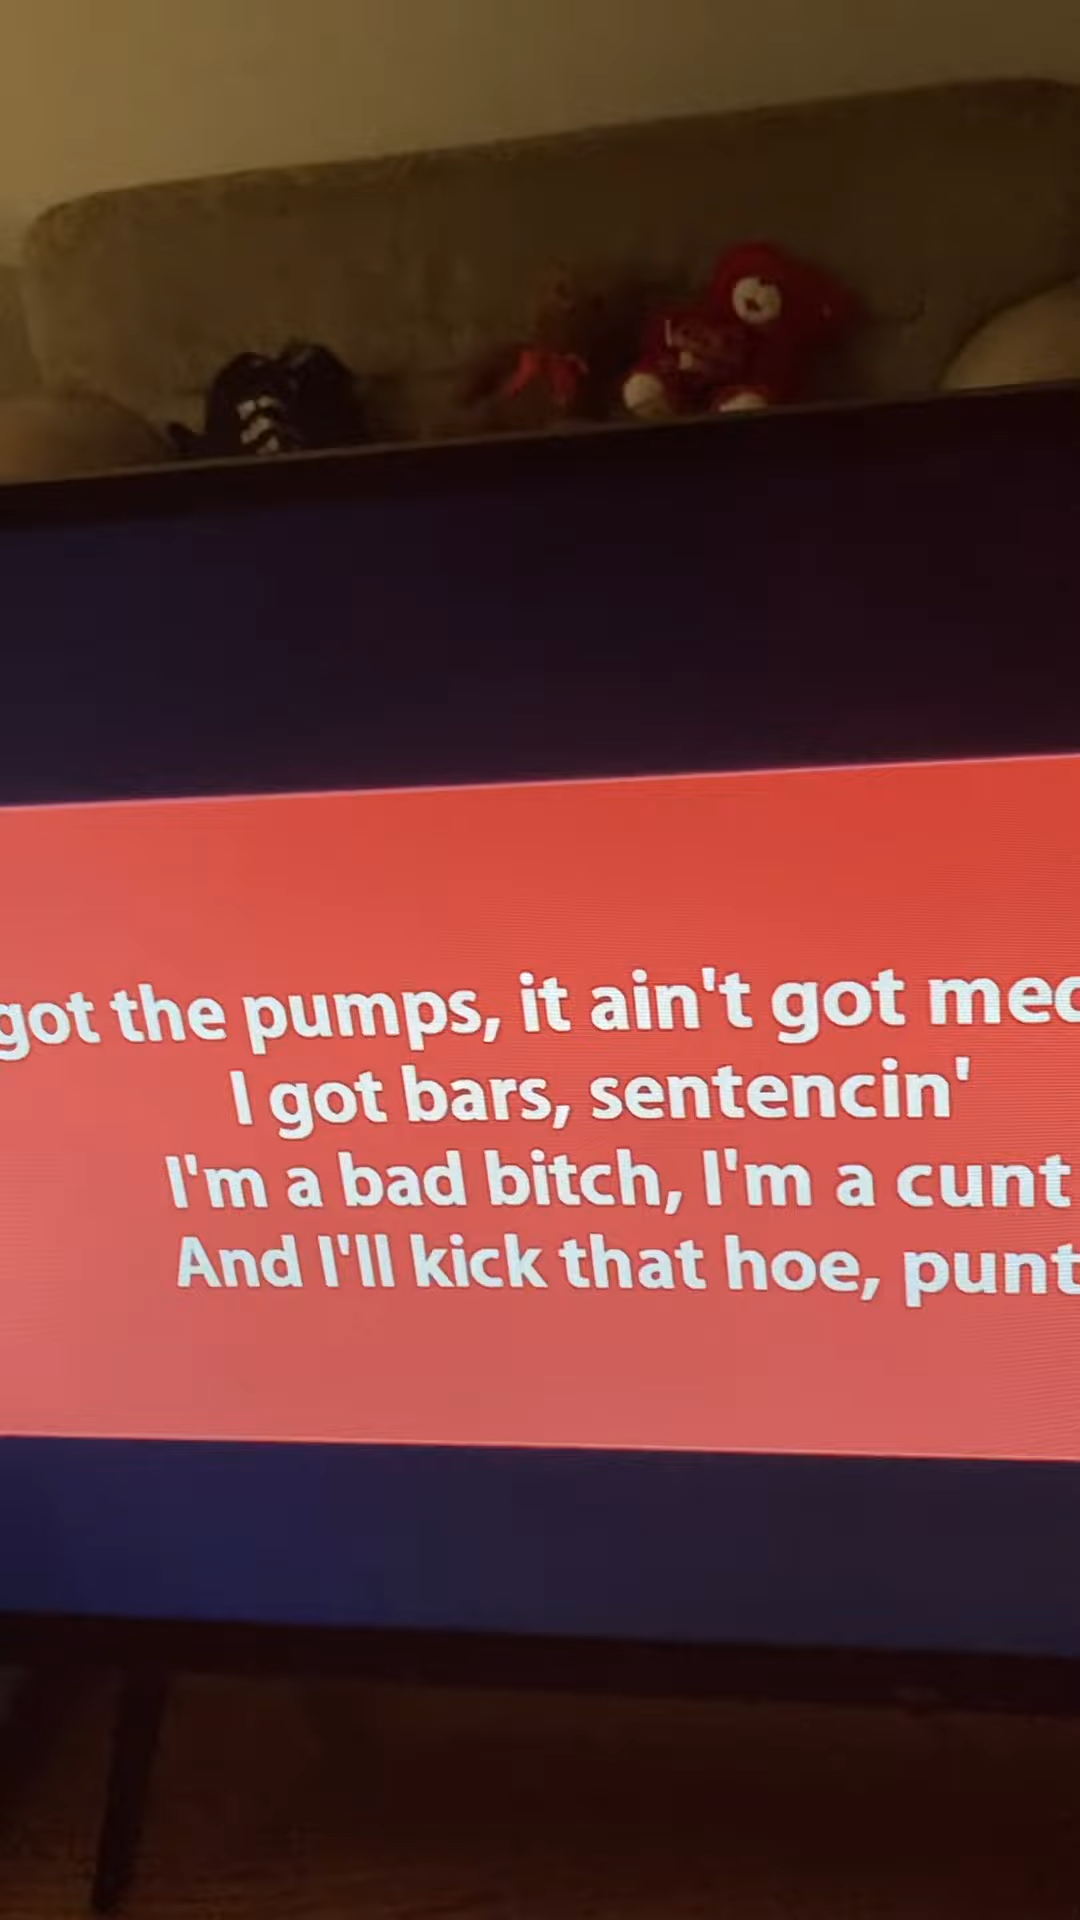 got the pumps, it ain't got med
I got bars, sentencin'
I'm a bad bitch, I'm a cunt
And I'll kick that hoe, punt